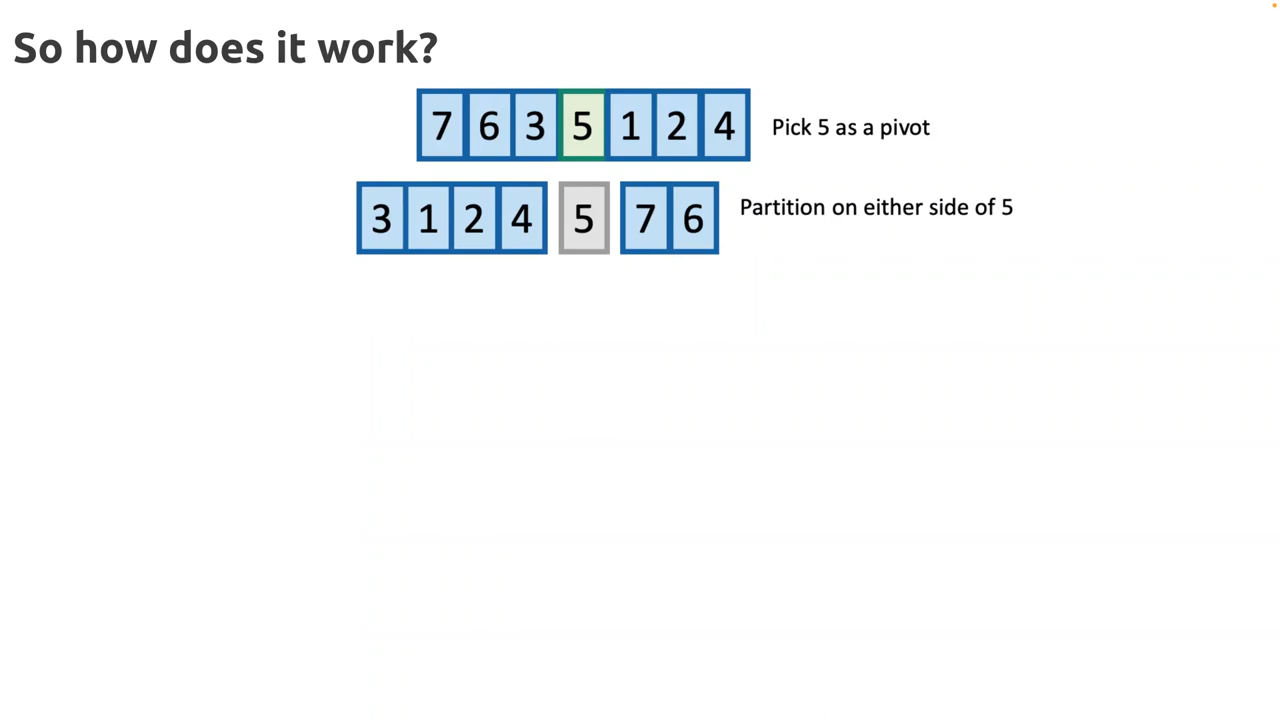 So how does it work?
7 6 3 5 1 2 4 Pick 5 as a pivot
3 1 2 4 5 7 6 Partition on either side of 5